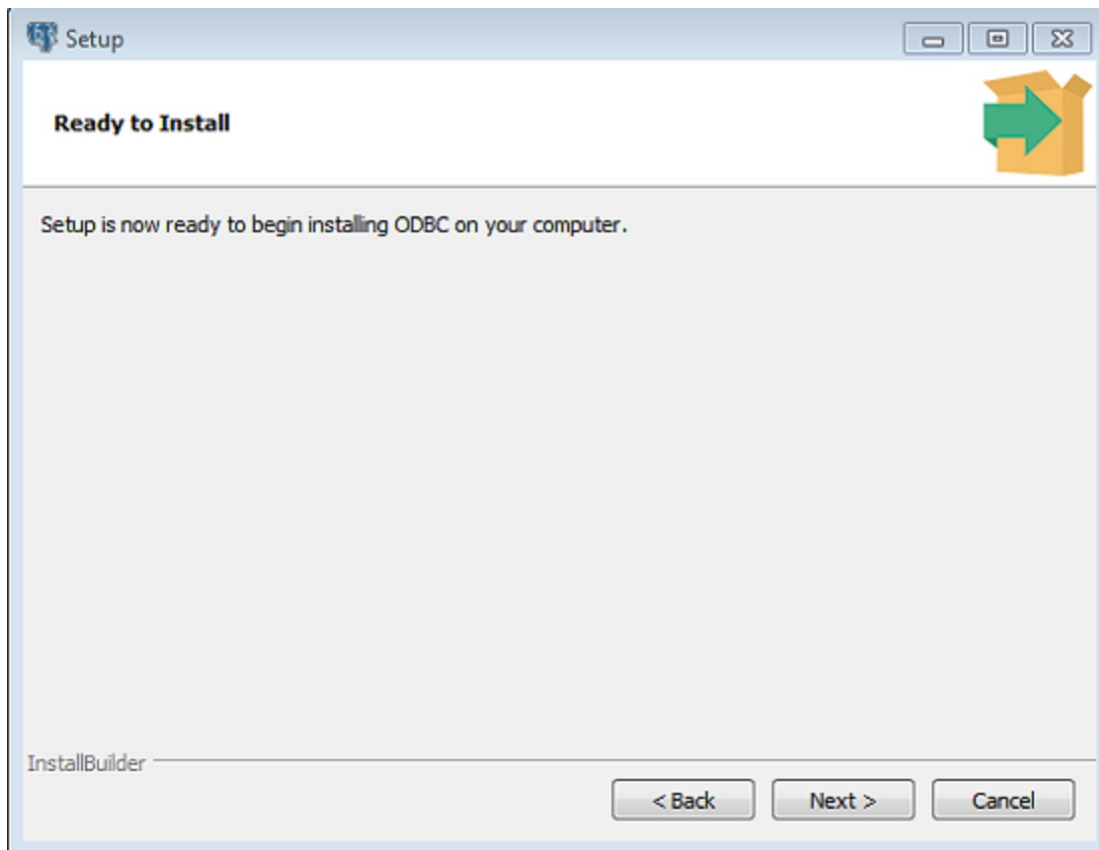 Setup
Ready to Install
Setup is now ready to begin installing ODBC on your computer.
InstallBuilder
< Back Next > Cancel